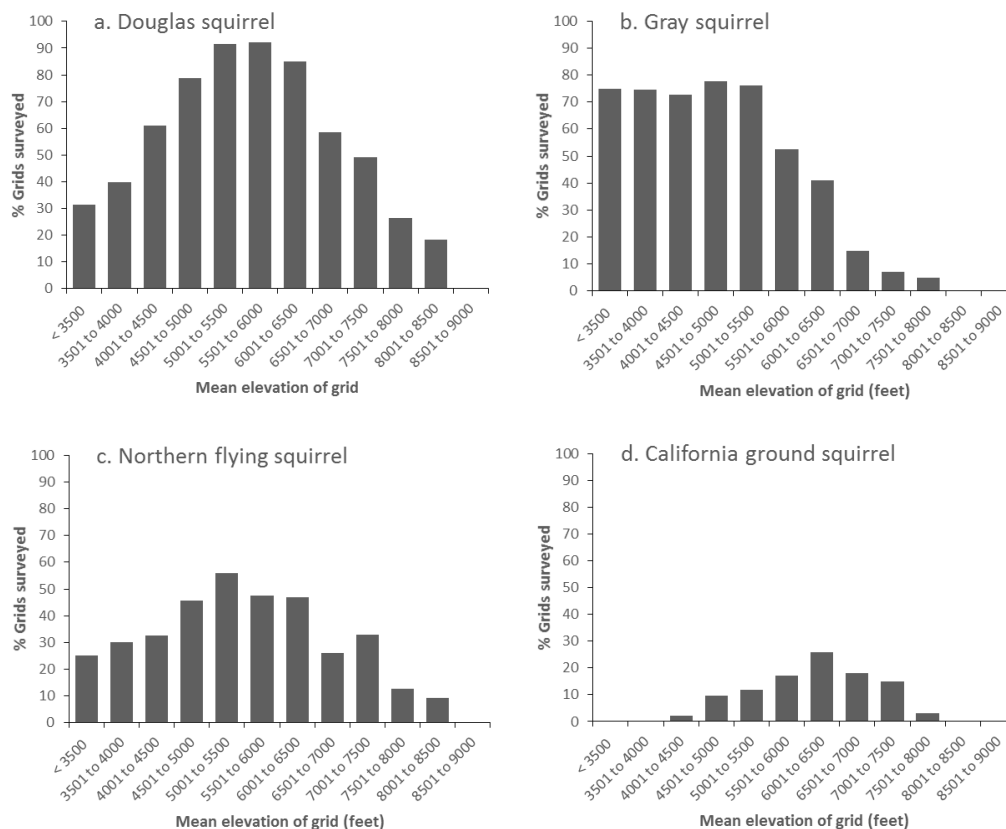 a. Douglas squirrel
% Grids surveyed
100
90
80
70
60
50
40
30
20
10
0
< 3500
3501 to 4000
4001 to 4500
4501 to 5000
5001 to 5500
5501 to 6000
6001 to 6500
6501 to 7000
7001 to 7500
7501 to 8000
8001 to 8500
8501 to 9000
Mean elevation of grid
b. Gray squirrel
% Grids surveyed
100
90
80
70
60
50
40
30
20
10
0
< 3500
3501 to 4000
4001 to 4500
4501 to 5000
5001 to 5500
5501 to 6000
6001 to 6500
6501 to 7000
7001 to 7500
7501 to 8000
8001 to 8500
8501 to 9000
Mean elevation of grid (feet)
c. Northern flying squirrel
% Grids surveyed
100
90
80
70
60
50
40
30
20
10
0
< 3500
3501 to 4000
4001 to 4500
4501 to 5000
5001 to 5500
5501 to 6000
6001 to 6500
6501 to 7000
7001 to 7500
7501 to 8000
8001 to 8500
8501 to 9000
Mean elevation of grid (feet)
d. California ground squirrel
% Grids surveyed
100
90
80
70
60
50
40
30
20
10
0
< 3500
3501 to 4000
4001 to 4500
4501 to 5000
5001 to 5500
5501 to 6000
6001 to 6500
6501 to 7000
7001 to 7500
7501 to 8000
8001 to 8500
8501 to 9000
Mean elevation of grid (feet)